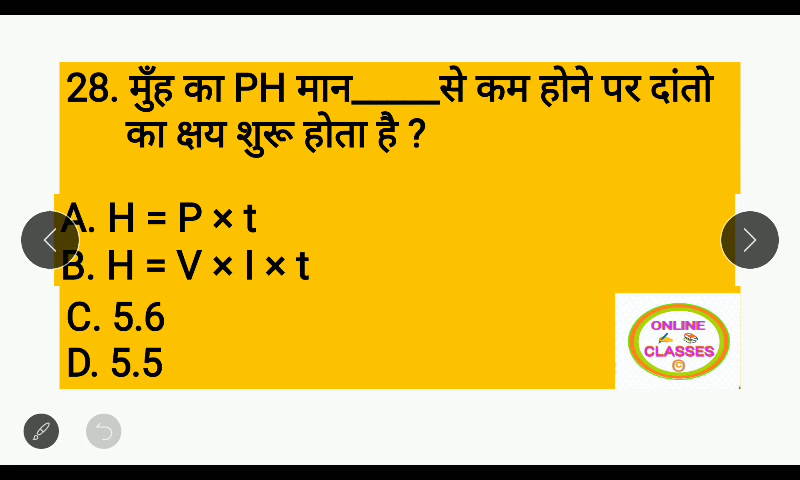 28. मुँह का PH मान_____से कम होने पर दांतो
का क्षय शुरू होता है ?
A. H = P × t
B. H = V × I × t
C. 5.6
D. 5.5
ONLINE
CLASSES